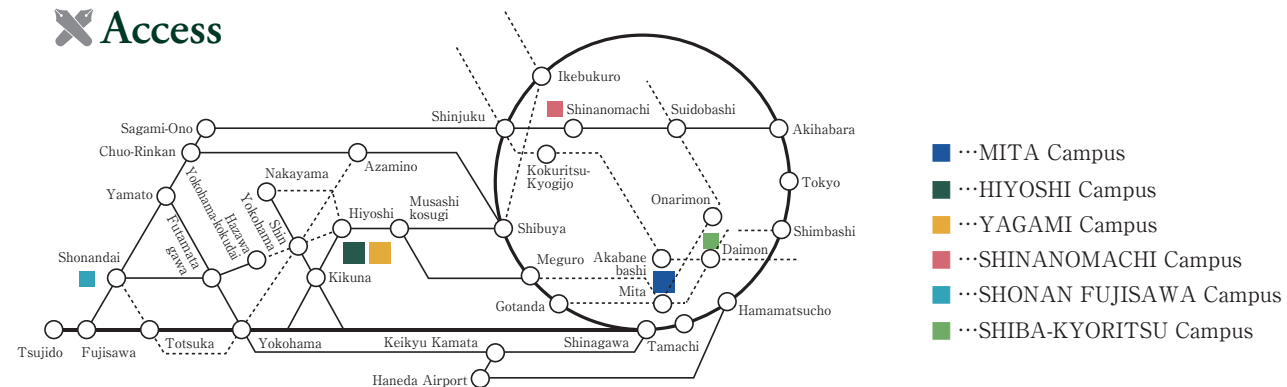 Access
Ikebukuro
Shinjuku
Shinanomachi
Suidobashi
Akihabara
Sagami-Ono
Chuo-Rinkan
Azamino
Kokuritsu-
Kyogijo
Nakayama
Tokyo
Yamato
Yokohama-kokudai
Hazawa
Shin
Yokohama
Hiyoshi
Musashi
kosugi
Onarimon
Shibuya
Shimbashi
Futamata
gawa
Shonandai
Kikuna
Meguro
Akabane
bashi
Daimon
Gotanda
Mita
Hamamatsucho
Tsujido
Fujisawa
Totsuka
Yokohama
Keikyu Kamata
Shinagawa
Tamachi
Haneda Airport
…MITA Campus
…HIYOSHI Campus
…YAGAMI Campus
…SHINANOMACHI Campus
…SHONAN FUJISAWA Campus
…SHIBA-KYORITSU Campus